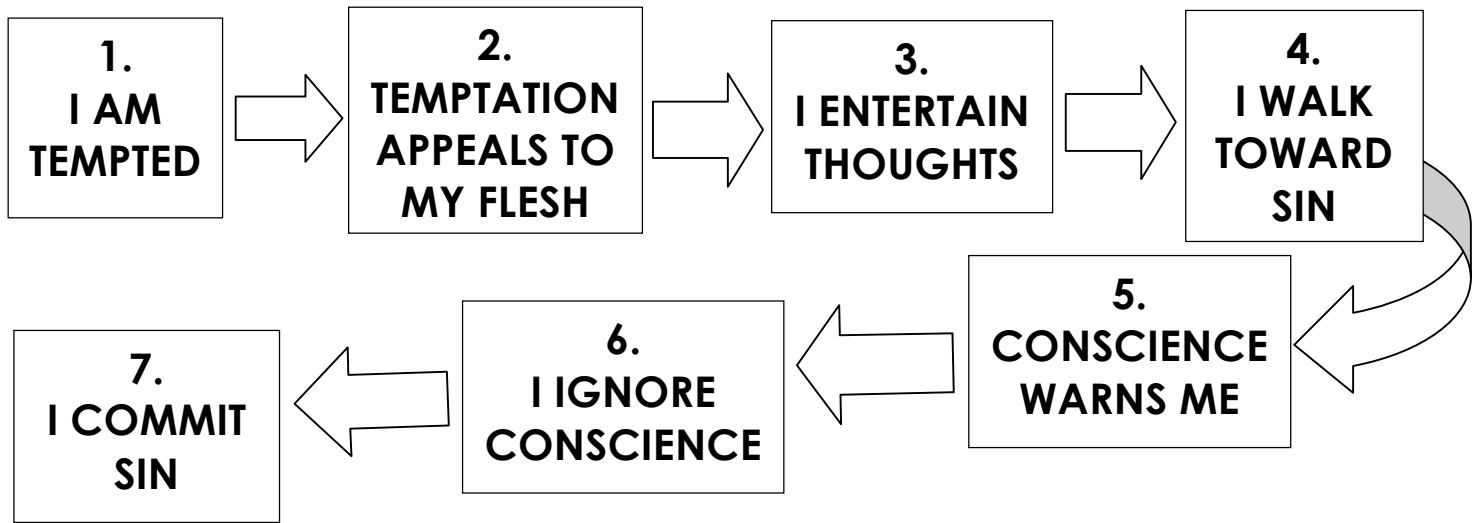 1.
I AM
TEMPTED
2.
TEMPTATION
APPEALS TO
MY FLESH
3.
I ENTERTAIN
THOUGHTS
4.
I WALK
TOWARD
SIN
5.
CONSCIENCE
WARNS ME
6.
I IGNORE
CONSCIENCE
7.
I COMMIT
SIN